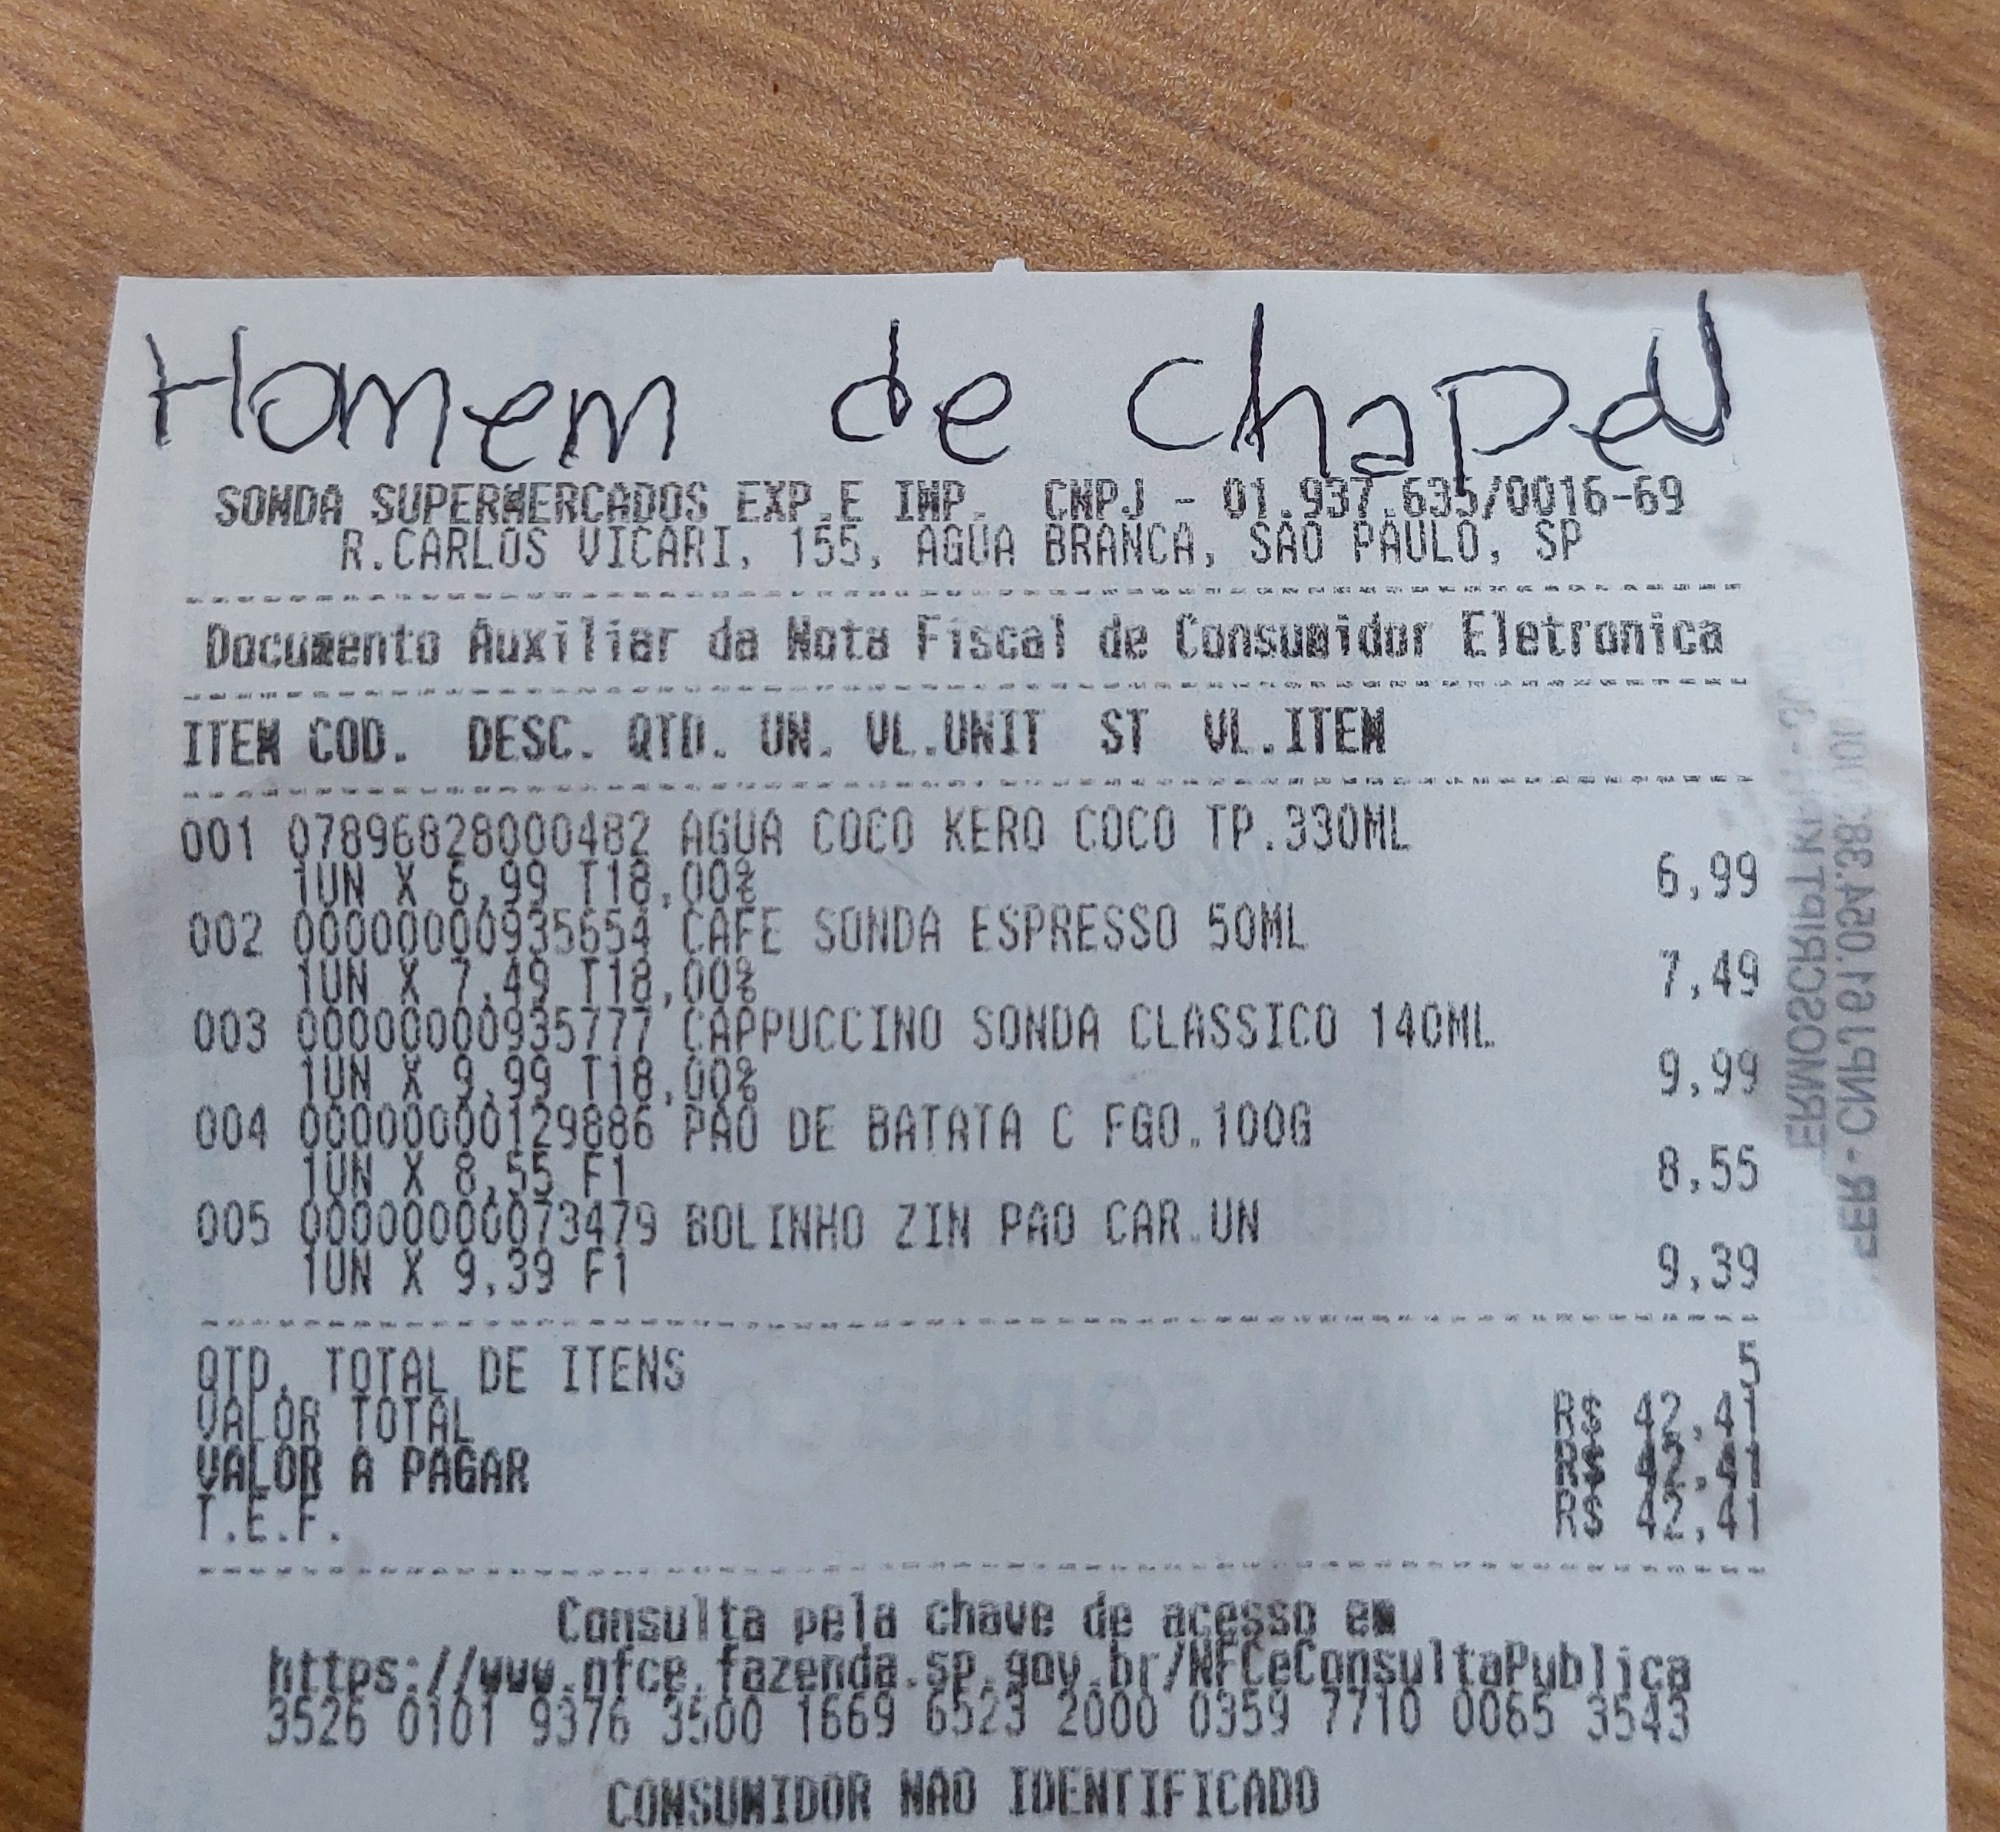 Homem de chapeu
SONDA SUPERMERCADOS EXP.E IMP. CNPJ - 01.937.635/0016-69
R.CARLOS VICARI, 155, AGUA BRANCA, SAO PAULO, SP
Documento Auxiliar da Nota Fiscal de Consumidor Eletronica
ITEM COD. DESC. QTD. UN. VL.UNIT ST VL.ITEM
001 07896828000482 AGUA COCO KERO COCO TP.330ML
1UN X 6,99 T18,00% 6,99
002 00000000935654 CAFE SONDA ESPRESSO 50ML
1UN X 7,49 T18,00% 7,49
003 00000000935777 CAPPUCCINO SONDA CLASSICO 140ML
1UN X 9,99 T18,00% 9,99
004 00000000129886 PAO DE BATATA C FGO.100G
1UN X 8,55 F1 8,55
005 00000000073479 BOLINHO ZIN PAO CAR.UN
1UN X 9,39 F1 9,39
QTD. TOTAL DE ITENS 5
VALOR TOTAL R$ 42,41
VALOR A PAGAR R$ 42,41
T.E.F. R$ 42,41
Consulta pela chave de acesso em
https://www.nfce.fazenda.sp.gov.br/NFCeConsultaPublica
3526 0101 9376 3500 1669 6523 2000 0359 7710 0065 3543
CONSUMIDOR NAO IDENTIFICADO